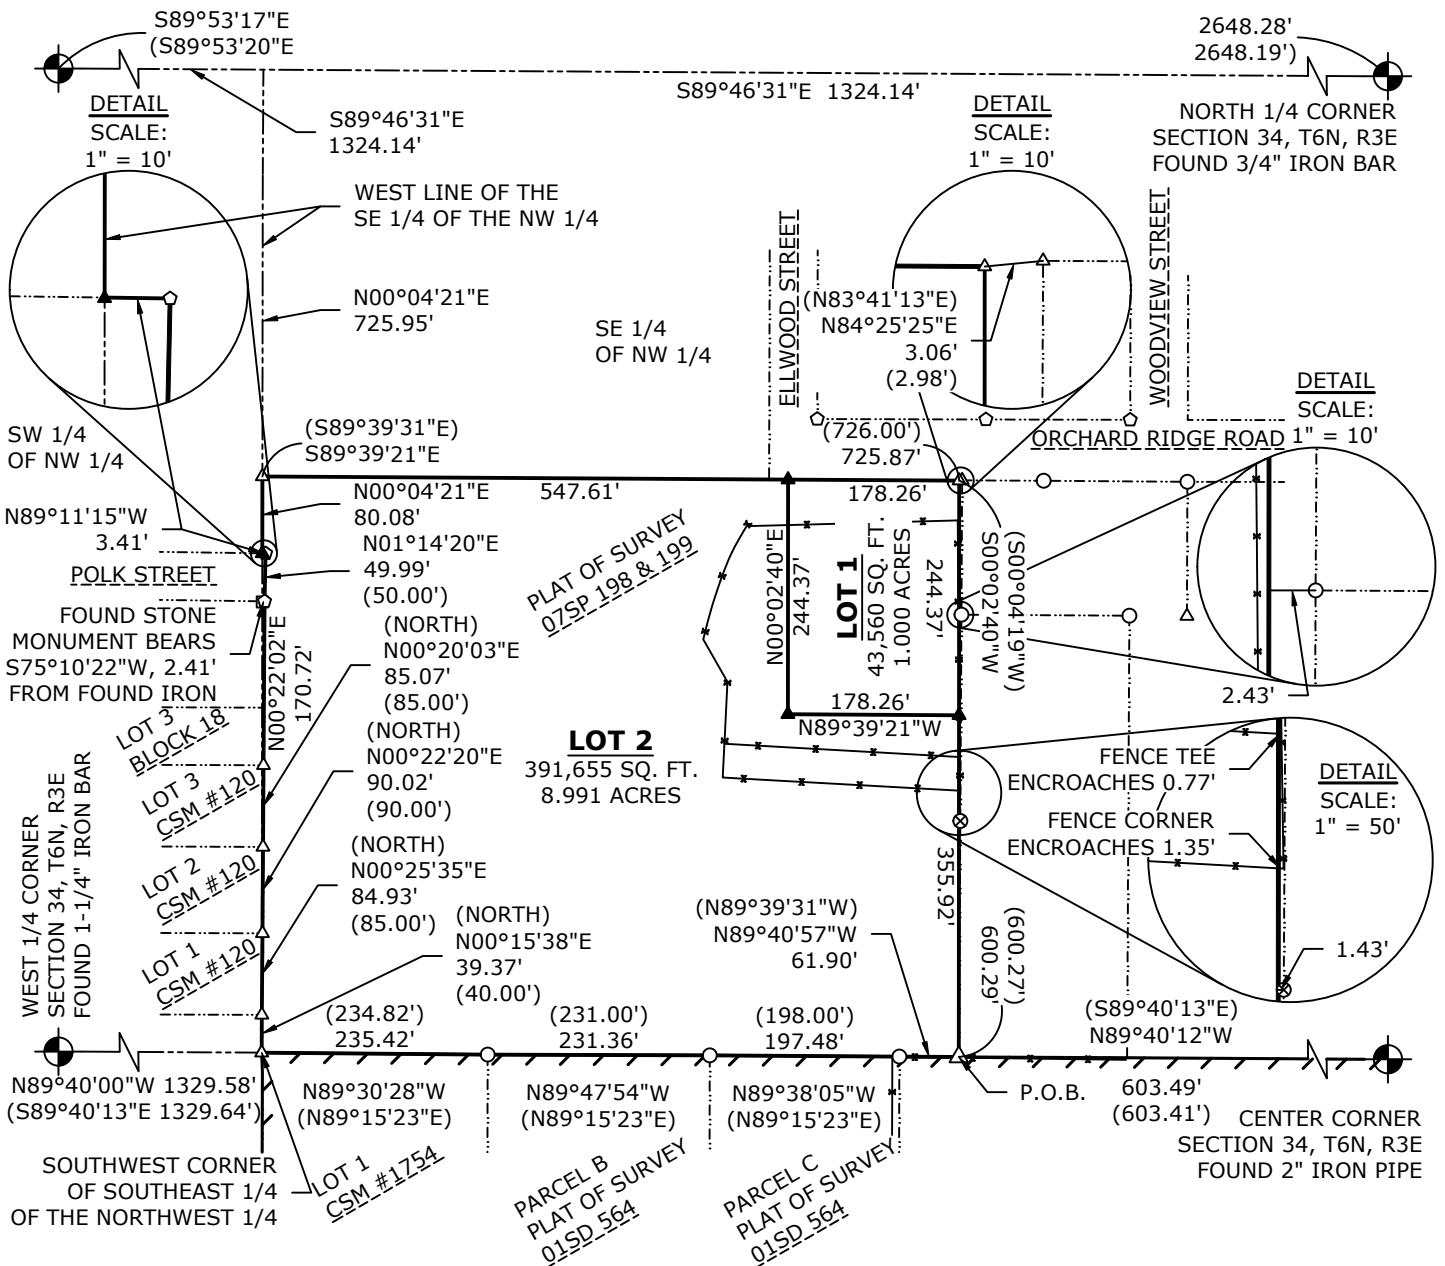 S89°53'17"E
(S89°53'20"E
2648.28'
2648.19')
S89°46'31"E 1324.14'
DETAIL
SCALE:
1" = 10'
S89°46'31"E
1324.14'
DETAIL
SCALE:
1" = 10'
NORTH 1/4 CORNER
SECTION 34, T6N, R3E
FOUND 3/4" IRON BAR
WEST LINE OF THE
SE 1/4 OF THE NW 1/4
ELLWOOD STREET
WOODVIEW STREET
N00°04'21"E
725.95'
SE 1/4
OF NW 1/4
(N83°41'13"E)
N84°25'25"E
3.06'
(2.98')
DETAIL
SCALE:
1" = 10'
SW 1/4
OF NW 1/4
(S89°39'31"E)
S89°39'21"E
(726.00')
725.87'
ORCHARD RIDGE ROAD
N00°04'21"E
80.08'
547.61'
178.26'
N89°11'15"W
3.41'
N01°14'20"E
49.99'
(50.00')
POLK STREET
PLAT OF SURVEY
07SP 198 & 199
N00°02'40"E
244.37'
LOT 1
43,560 SQ. FT.
1.000 ACRES
244.37'
S00°02'40"W
(S00°04'19"W)
FOUND STONE
MONUMENT BEARS
S75°10'22"W, 2.41'
FROM FOUND IRON
N00°22'02"E
170.72'
(NORTH)
N00°20'03"E
85.07'
(85.00')
2.43'
178.26'
N89°39'21"W
LOT 3
BLOCK 18
(NORTH)
N00°22'20"E
90.02'
(90.00')
LOT 2
391,655 SQ. FT.
8.991 ACRES
FENCE TEE
ENCROACHES 0.77'
DETAIL
SCALE:
1" = 50'
FENCE CORNER
ENCROACHES 1.35'
LOT 3
CSM #120
WEST 1/4 CORNER
SECTION 34, T6N, R3E
FOUND 1-1/4" IRON BAR
LOT 2
CSM #120
(NORTH)
N00°25'35"E
84.93'
(85.00')
355.92'
(N89°39'31"W)
N89°40'57"W
61.90'
(600.27')
600.29'
1.43'
LOT 1
CSM #120
(NORTH)
N00°15'38"E
39.37'
(40.00')
(234.82')
235.42'
(231.00')
231.36'
(198.00')
197.48'
(S89°40'13"E)
N89°40'12"W
N89°40'00"W 1329.58'
(S89°40'13"E 1329.64')
N89°30'28"W
(N89°15'23"E)
N89°47'54"W
(N89°15'23"E)
N89°38'05"W
(N89°15'23"E)
P.O.B.
603.49'
(603.41')
CENTER CORNER
SECTION 34, T6N, R3E
FOUND 2" IRON PIPE
SOUTHWEST CORNER
OF SOUTHEAST 1/4
OF THE NORTHWEST 1/4
LOT 1
CSM #1754
PARCEL B
PLAT OF SURVEY
01SD 564
PARCEL C
PLAT OF SURVEY
01SD 564